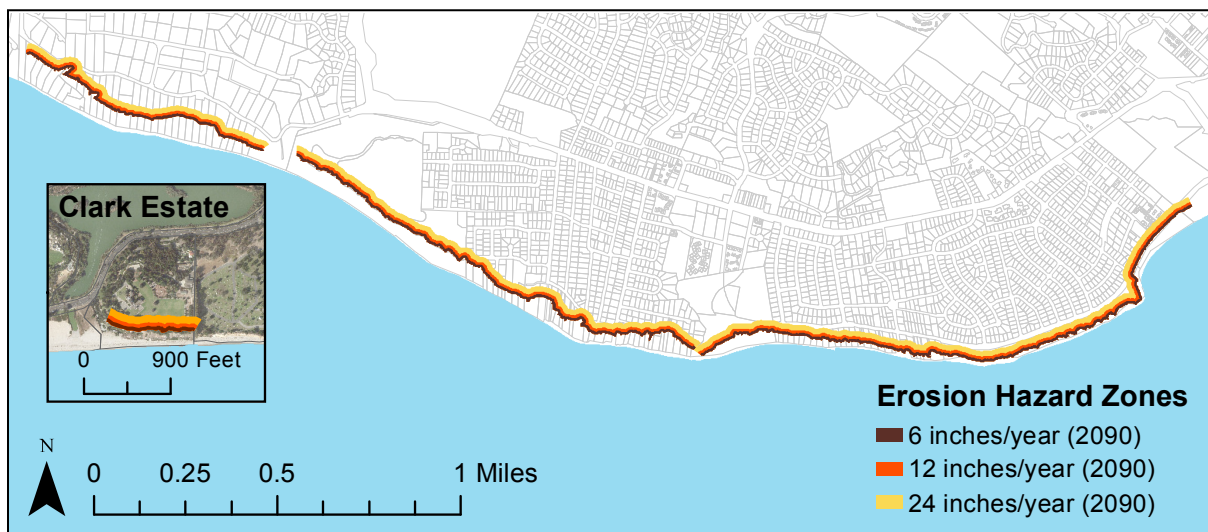 Clark Estate
0 900 Feet
N
0 0.25 0.5 1 Miles
Erosion Hazard Zones
6 inches/year (2090)
12 inches/year (2090)
24 inches/year (2090)